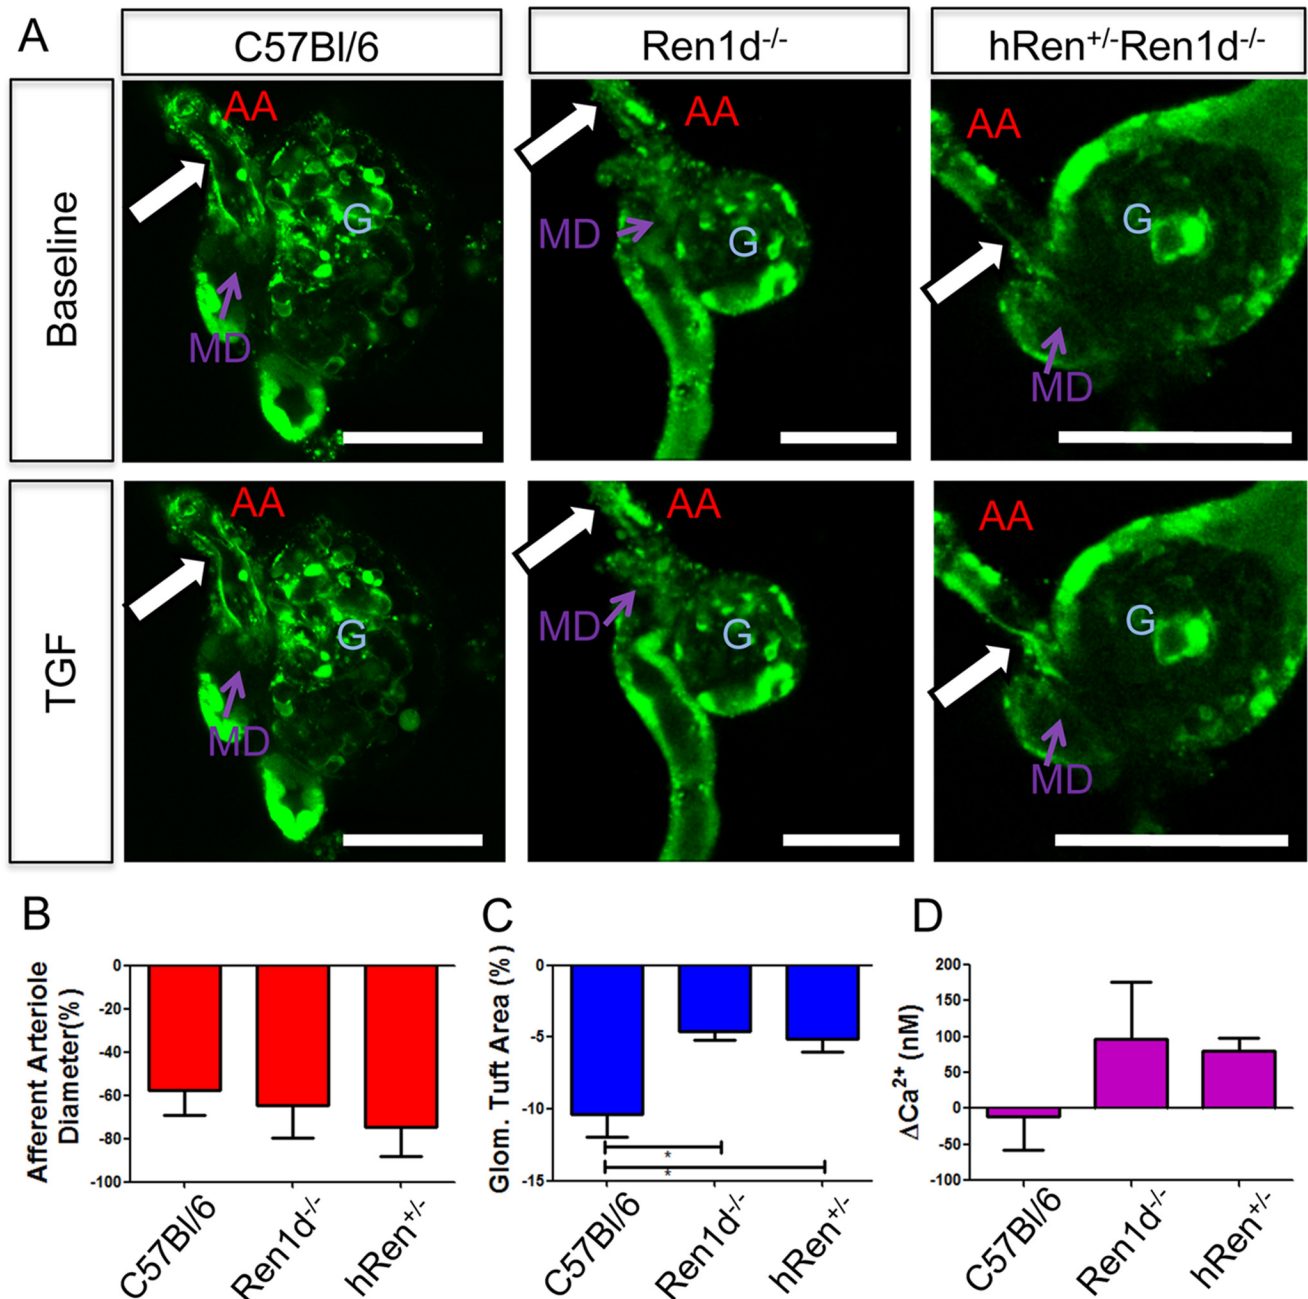 A
C57Bl/6
Ren1d-/-
hRen+/-Ren1d-/-
Baseline
AA
G
MD
AA
MD
G
AA
G
MD
TGF
AA
G
MD
AA
MD
G
AA
G
MD
B
Afferent Arteriole
Diameter(%)
0
-20
-40
-60
-80
-100
C57Bl/6
Ren1d-/-
hRen+/-
C
Glom. Tuft Area (%)
0
-5
-10
-15
*
*
C57Bl/6
Ren1d-/-
hRen+/-
D
ΔCa2+ (nM)
200
150
100
50
0
-50
-100
C57Bl/6
Ren1d-/-
hRen+/-